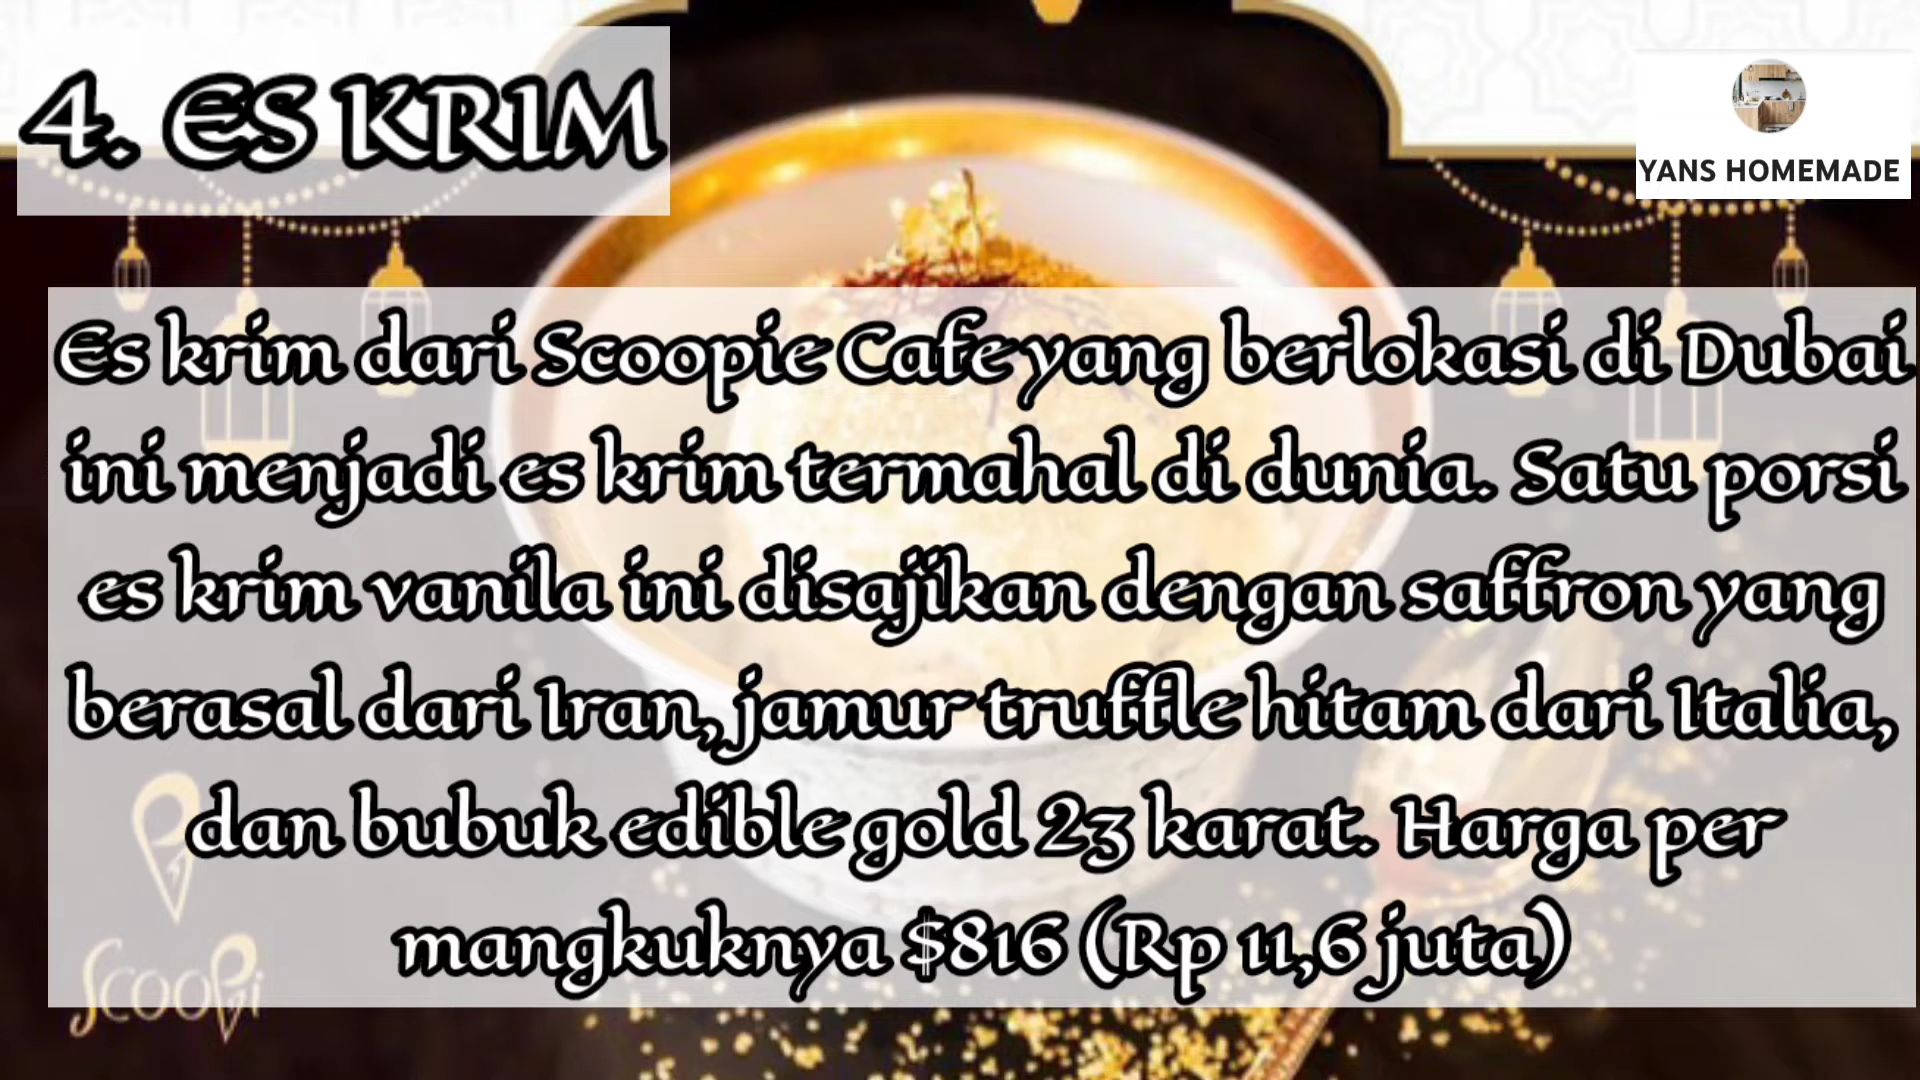 4. ES KRIM
YANS HOMEMADE
Es krim dari Scoopie Cafe yang berlokasi di Dubai
ini menjadi es krim termahal di dunia. Satu porsi
es krim vanila ini disajikan dengan saffron yang
berasal dari Iran, jamur truffle hitam dari Italia,
dan bubuk edible gold 23 karat. Harga per
mangkuknya $816 (Rp 11,6 juta)
Scoopi